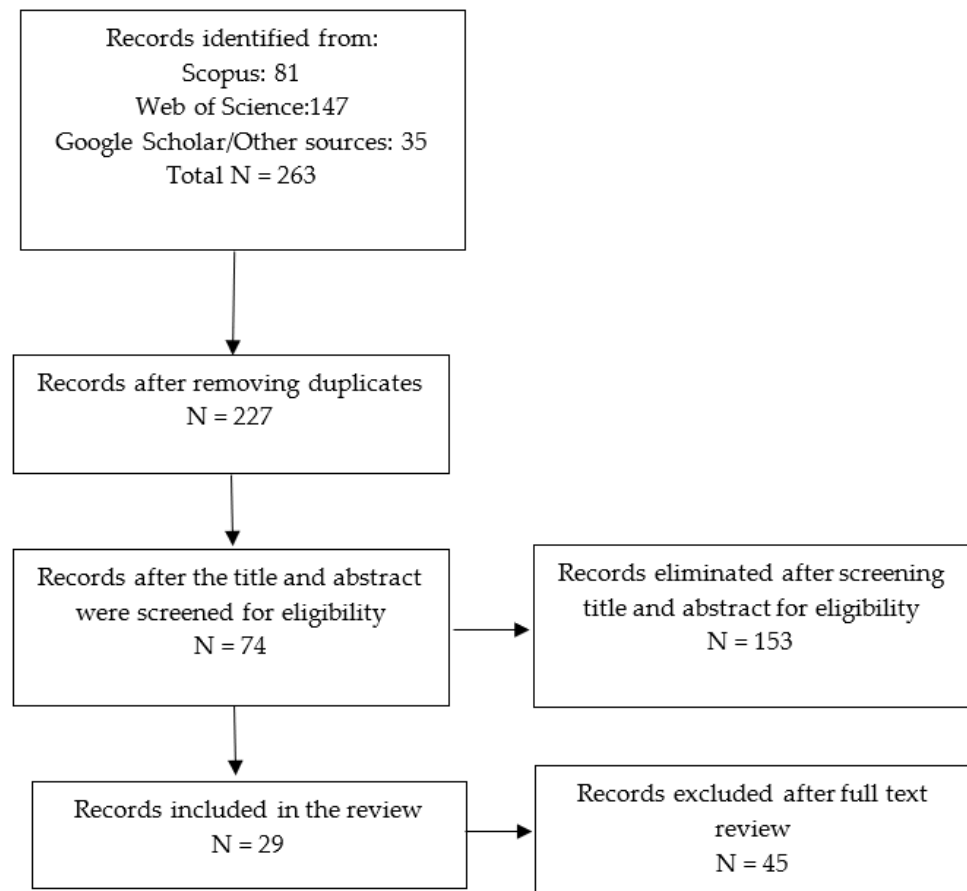 Records identified from:
Scopus: 81
Web of Science:147
Google Scholar/Other sources: 35
Total N = 263
Records after removing duplicates
N = 227
Records after the title and abstract
were screened for eligibility
N = 74
Records eliminated after screening
title and abstract for eligibility
N = 153
Records included in the review
N = 29
Records excluded after full text
review
N = 45